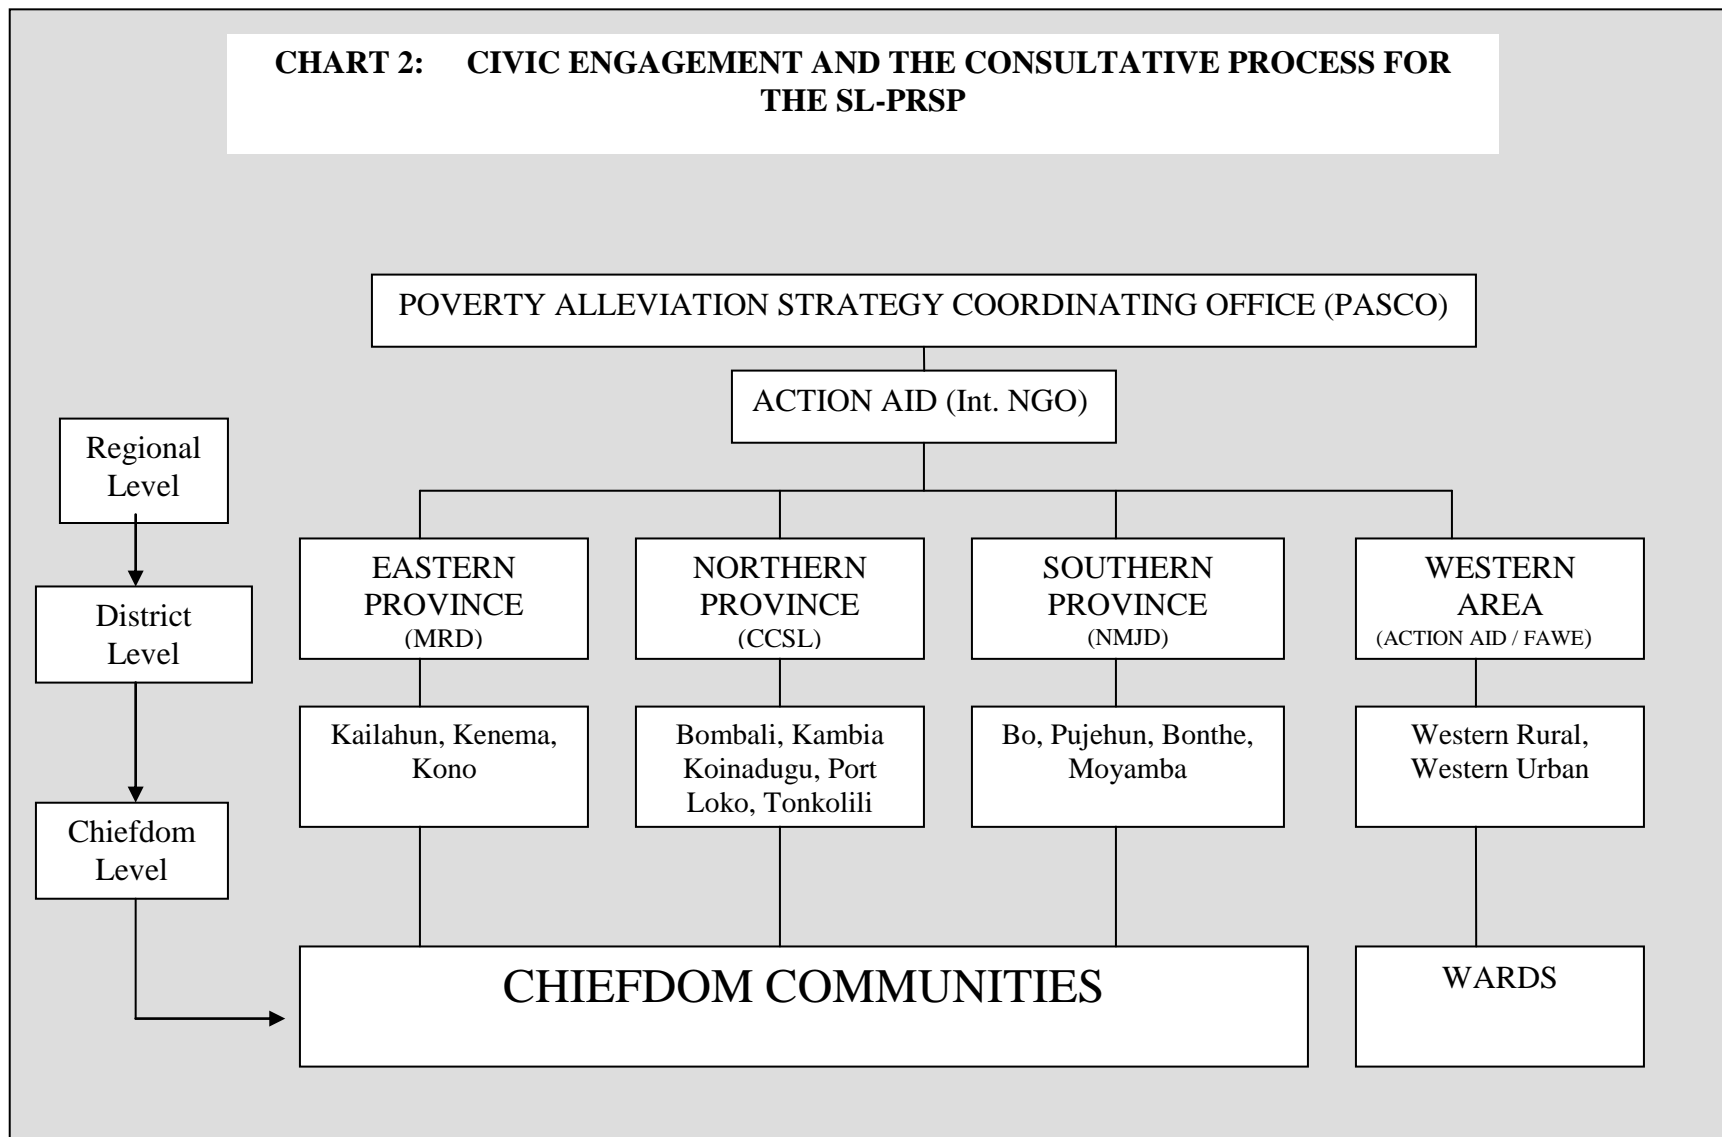 CHART 2: CIVIC ENGAGEMENT AND THE CONSULTATIVE PROCESS FOR
THE SL-PRSP
POVERTY ALLEVIATION STRATEGY COORDINATING OFFICE (PASCO)
ACTION AID (Int. NGO)
Regional
Level
District
Level
Chiefdom
Level
EASTERN
PROVINCE
(MRD)
NORTHERN
PROVINCE
(CCSL)
SOUTHERN
PROVINCE
(NMJD)
WESTERN
AREA
(ACTION AID / FAWE)
Kailahun, Kenema,
Kono
Bombali, Kambia
Koinadugu, Port
Loko, Tonkolili
Bo, Pujehun, Bonthe,
Moyamba
Western Rural,
Western Urban
CHIEFDOM COMMUNITIES
WARDS